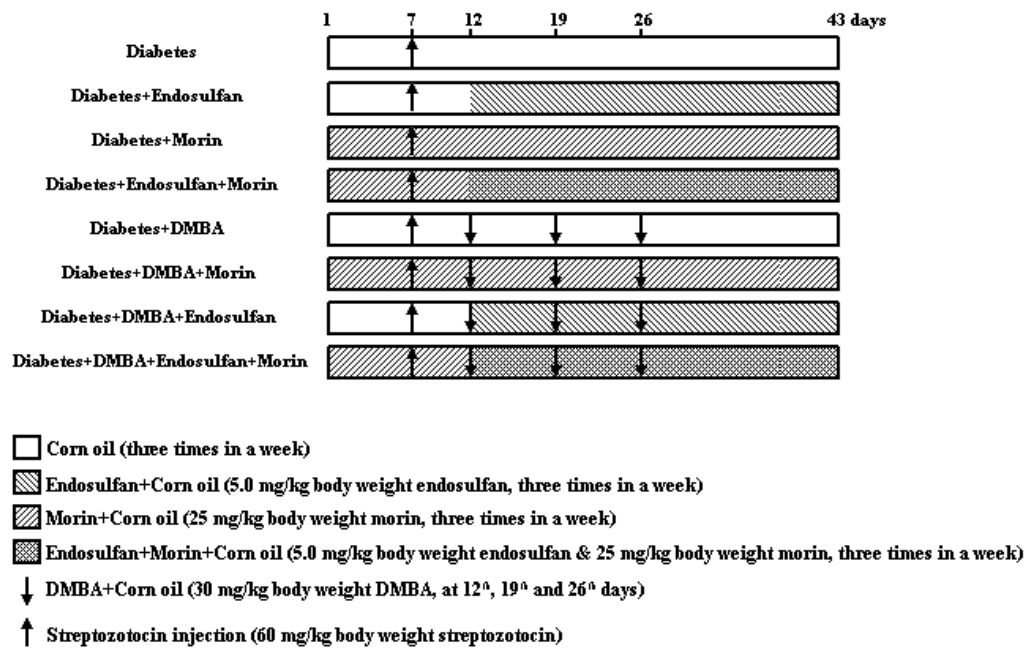 1 7 12 19 26 43 days
Diabetes
Diabetes+Endosulfan
Diabetes+Morin
Diabetes+Endosulfan+Morin
Diabetes+DMBA
Diabetes+DMBA+Morin
Diabetes+DMBA+Endosulfan
Diabetes+DMBA+Endosulfan+Morin
Corn oil (three times in a week)
Endosulfan+Corn oil (5.0 mg/kg body weight endosulfan, three times in a week)
Morin+Corn oil (25 mg/kg body weight morin, three times in a week)
Endosulfan+Morin+Corn oil (5.0 mg/kg body weight endosulfan & 25 mg/kg body weight morin, three times in a week)
DMBA+Corn oil (30 mg/kg body weight DMBA, at 12ᵗʰ, 19ᵗʰ and 26ᵗʰ days)
Streptozotocin injection (60 mg/kg body weight streptozotocin)